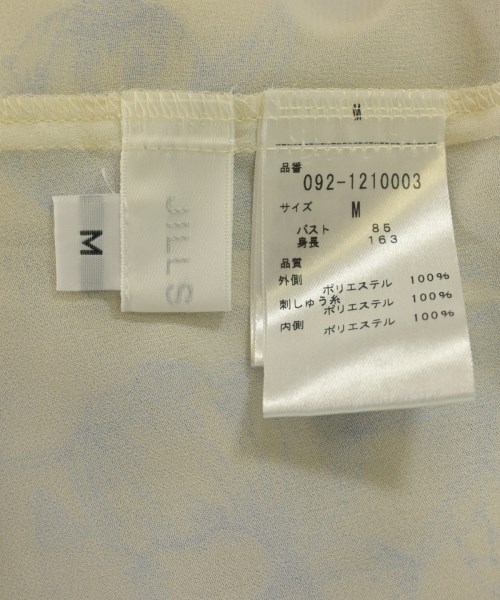 M
JILLS
品番
092-1210003
サイズ M
バスト 85
身長 163
品質
外側 ポリエステル 100%
刺しゅう糸 ポリエステル 100%
内側 ポリエステル 100%